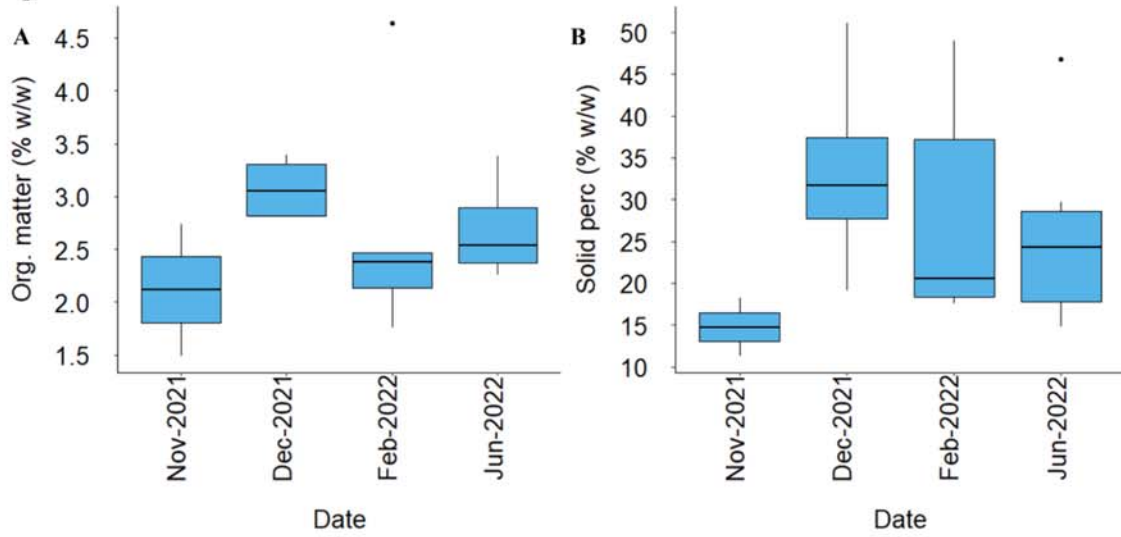 A
Org. matter (% w/w)
4.5
4.0
3.5
3.0
2.5
2.0
1.5
Nov-2021
Dec-2021
Feb-2022
Jun-2022
Date
B
Solid perc (% w/w)
50
45
40
35
30
25
20
15
10
Nov-2021
Dec-2021
Feb-2022
Jun-2022
Date